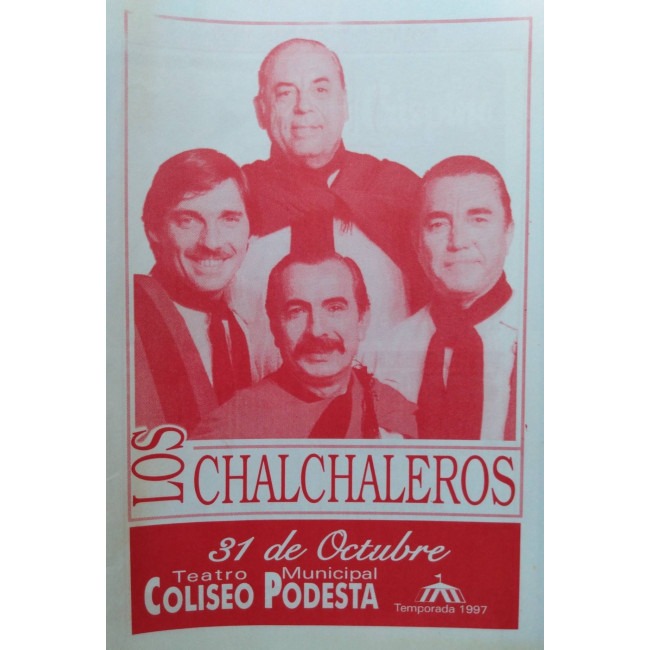 LOS
CHALCHALEROS
31 de Octubre
Teatro Municipal
COLISEO PODESTA
Temporada 1997